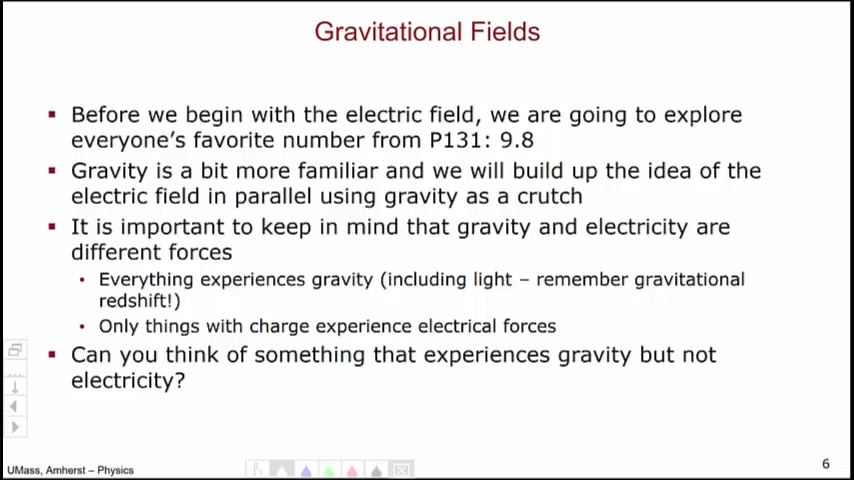 Gravitational Fields
▪ Before we begin with the electric field, we are going to explore
everyone’s favorite number from P131: 9.8
▪ Gravity is a bit more familiar and we will build up the idea of the
electric field in parallel using gravity as a crutch
▪ It is important to keep in mind that gravity and electricity are
different forces
• Everything experiences gravity (including light – remember gravitational
redshift!)
• Only things with charge experience electrical forces
▪ Can you think of something that experiences gravity but not
electricity?
UMass, Amherst – Physics
6